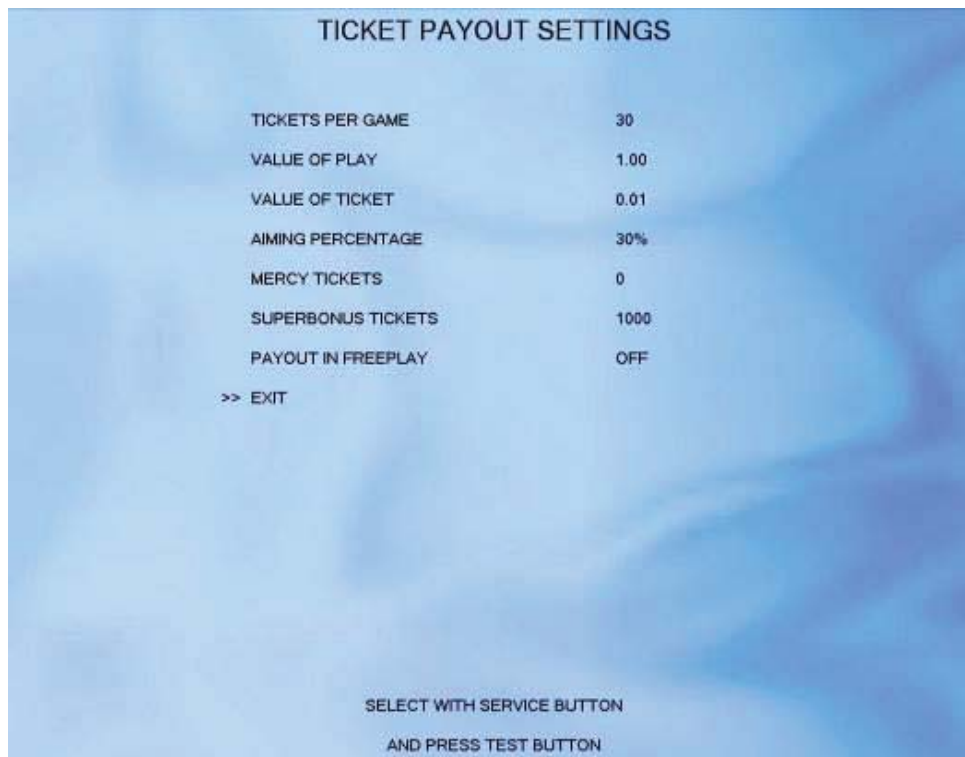 TICKET PAYOUT SETTINGS
TICKETS PER GAME 30
VALUE OF PLAY 1.00
VALUE OF TICKET 0.01
AIMING PERCENTAGE 30%
MERCY TICKETS 0
SUPERBONUS TICKETS 1000
PAYOUT IN FREEPLAY OFF
>> EXIT
SELECT WITH SERVICE BUTTON
AND PRESS TEST BUTTON